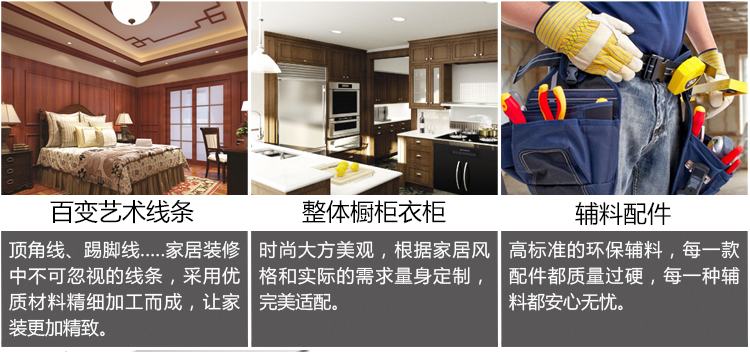 百变艺术线条
顶角线、踢脚线.....家居装修
中不可忽视的线条，采用优
质材料精细加工而成，让家
装更加精致。
整体橱柜衣柜
时尚大方美观，根据家居风
格和实际的需求量身定制，
完美适配。
辅料配件
高标准的环保辅料，每一款
配件都质量过硬，每一种辅
料都安心无忧。